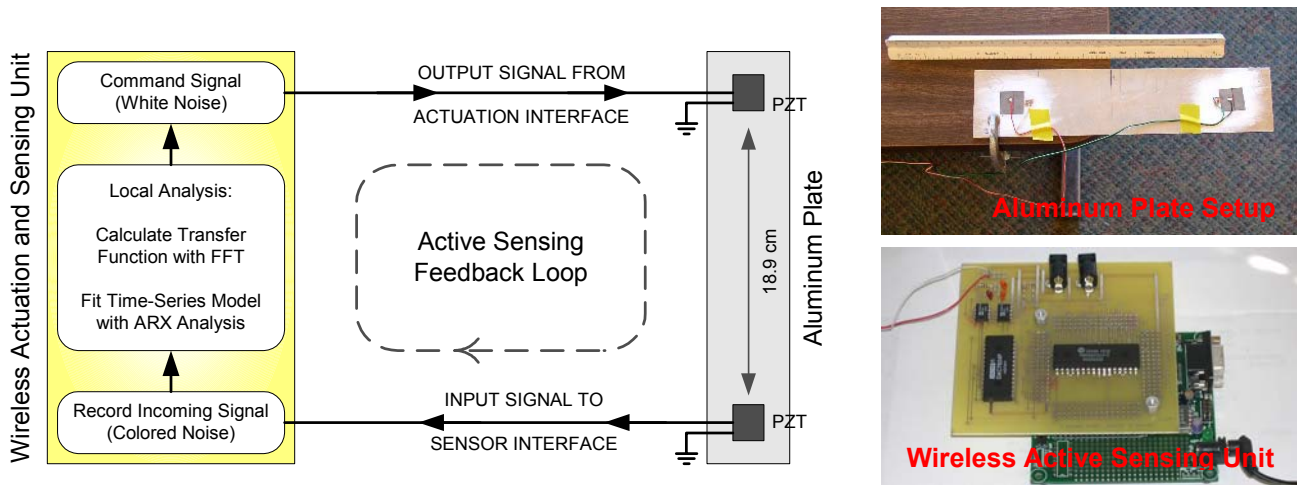 Wireless Actuation and Sensing Unit
Command Signal
(White Noise)
Local Analysis:
Calculate Transfer
Function with FFT
Fit Time-Series Model
with ARX Analysis
Record Incoming Signal
(Colored Noise)
OUTPUT SIGNAL FROM
ACTUATION INTERFACE
Active Sensing
Feedback Loop
INPUT SIGNAL TO
SENSOR INTERFACE
PZT
18.9 cm
PZT
Aluminum Plate
Aluminum Plate Setup
Wireless Active Sensing Unit